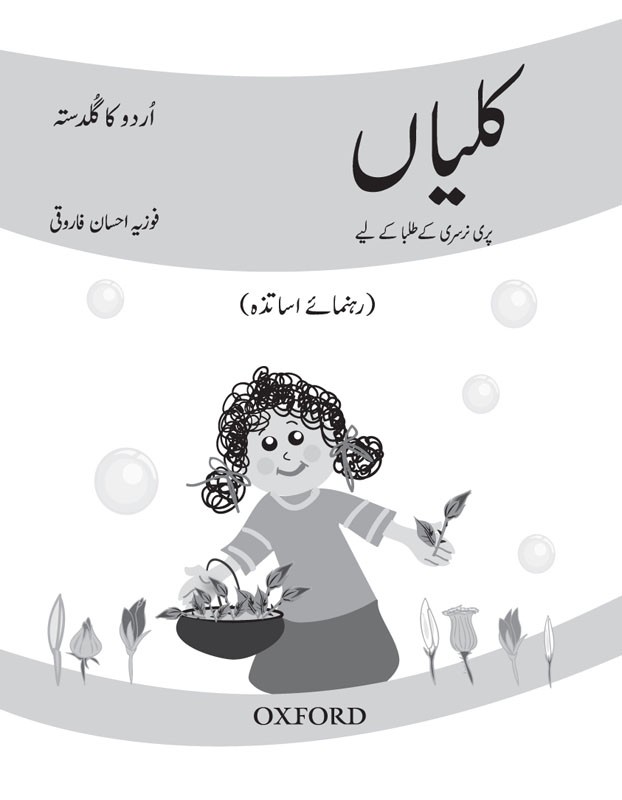 کلیاں
پری نرسری کے طلبا کے لیے
اُردو کا گُلدستہ
فوزیہ احسان فاروقی
(رہنمائے اساتذہ)
OXFORD